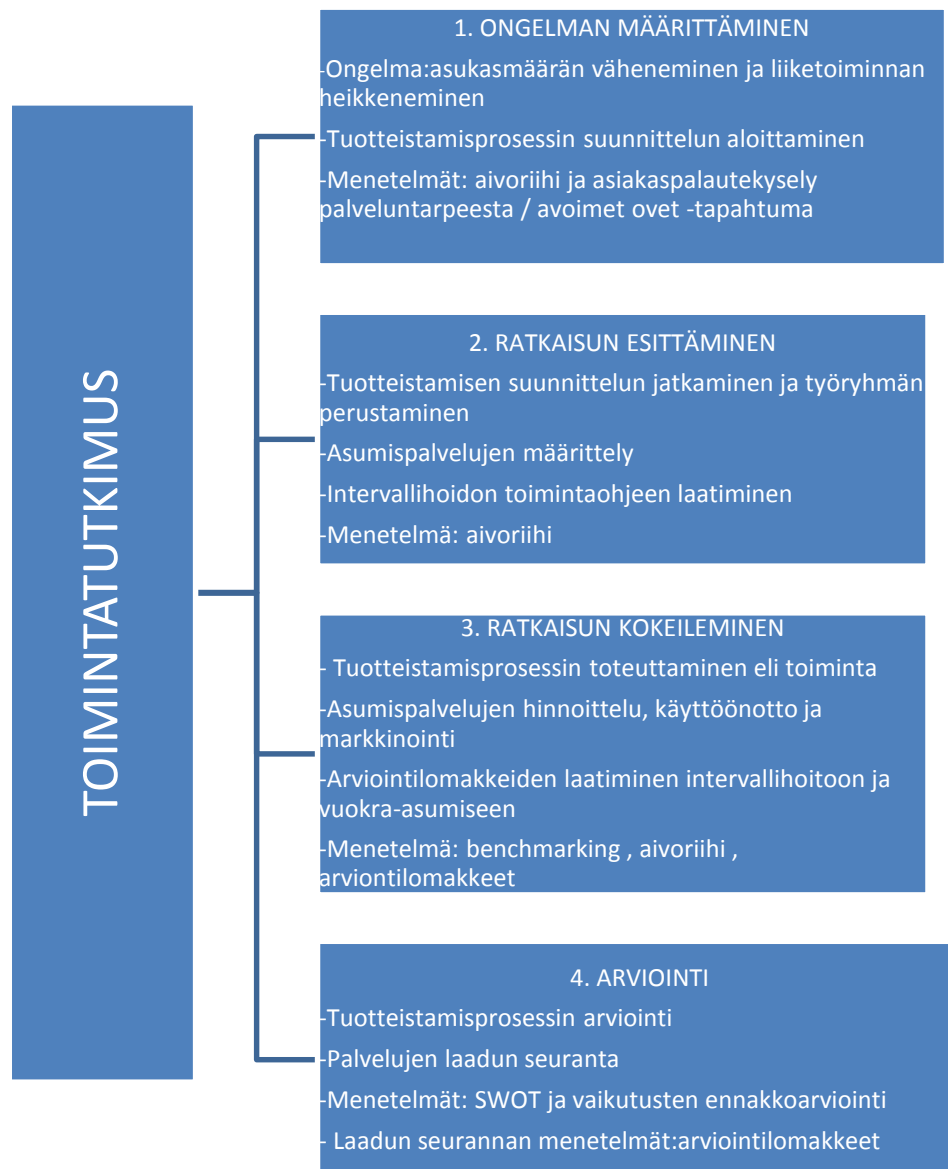 TOIMINTATUTKIMUS
1. ONGELMAN MÄÄRITTÄMINEN
-Ongelma:asukasmäärän väheneminen ja liiketoiminnan
heikkeneminen
-Tuotteistamisprosessin suunnittelun aloittaminen
-Menetelmät: aivoriihi ja asiakaspalautekysely
palveluntarpeesta / avoimet ovet -tapahtuma
2. RATKAISUN ESITTÄMINEN
-Tuotteistamisen suunnittelun jatkaminen ja työryhmän
perustaminen
-Asumispalvelujen määrittely
-Intervallihoidon toimintaohjeen laatiminen
-Menetelmä: aivoriihi
3. RATKAISUN KOKEILEMINEN
- Tuotteistamisprosessin toteuttaminen eli toiminta
-Asumispalvelujen hinnoittelu, käyttöönotto ja
markkinointi
-Arviointilomakkeiden laatiminen intervallihoitoon ja
vuokra-asumiseen
-Menetelmä: benchmarking , aivoriihi ,
arviontilomakkeet
4. ARVIOINTI
-Tuotteistamisprosessin arviointi
-Palvelujen laadun seuranta
-Menetelmät: SWOT ja vaikutusten ennakkoarviointi
- Laadun seurannan menetelmät:arviointilomakkeet